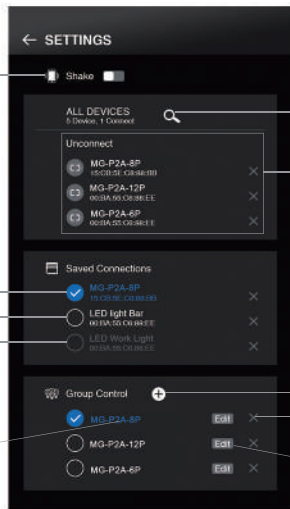 SETTINGS
Shake
ALL DEVICES
5 Device, 1 Connect
Unconnect
MG-P2A-8P
MG-P2A-12P
MG-P2A-6P
Saved Connections
MG-P2A-8P
LED light Bar
LED Work Light
Group Control
MG-P2A-8P Edit
MG-P2A-12P Edit
MG-P2A-6P Edit